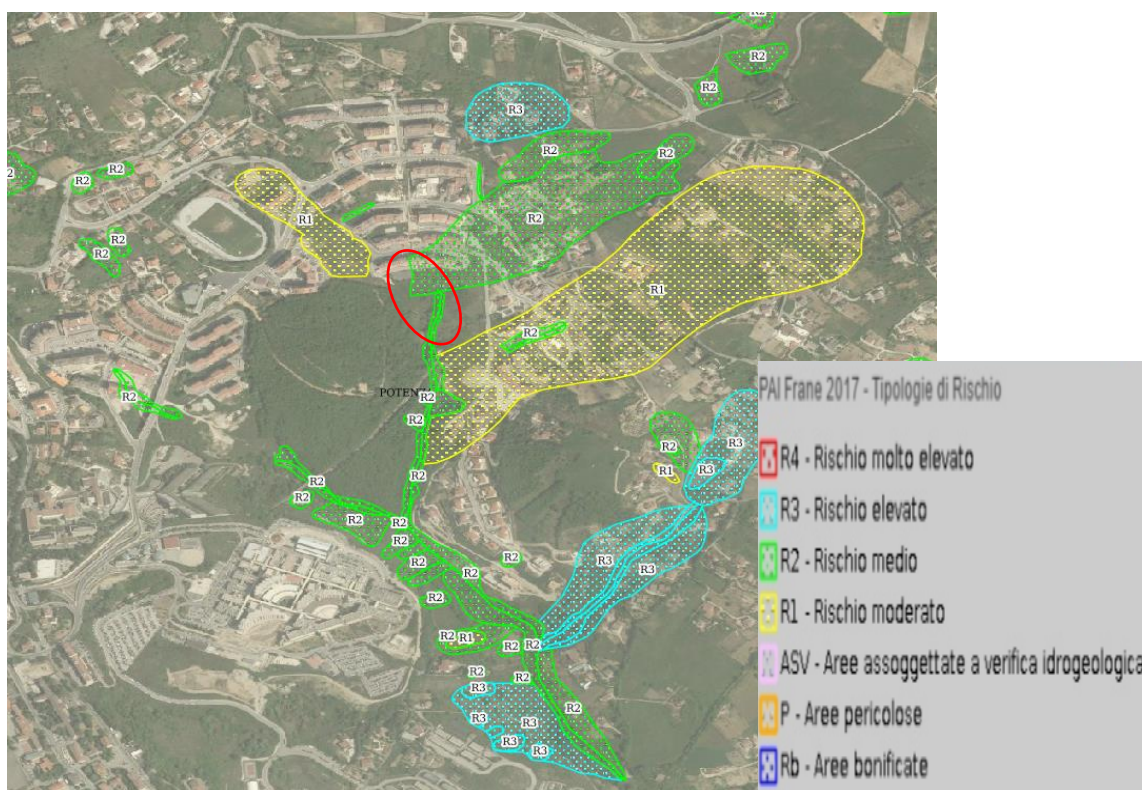 R2
R2
R2
R3
R2
R2
R2
R2
2
R2
R1
R2
R2
R2
R1
R2
POTENZ
R2
R2
R2
R3
R2
R1
R3
R2
R2
R2
R2
R2
R2
R3
R2
R2
R2
R3
R2
R2
R1
R2
R2
R2
R2
R3
R2
R3
R3
R3
R3
PAI Frane 2017 - Tipologie di Rischio
R4 - Rischio molto elevato
R3 - Rischio elevato
R2 - Rischio medio
R1 - Rischio moderato
ASV - Aree assoggettate a verifica idrogeologica
P - Aree pericolose
Rb - Aree bonificate